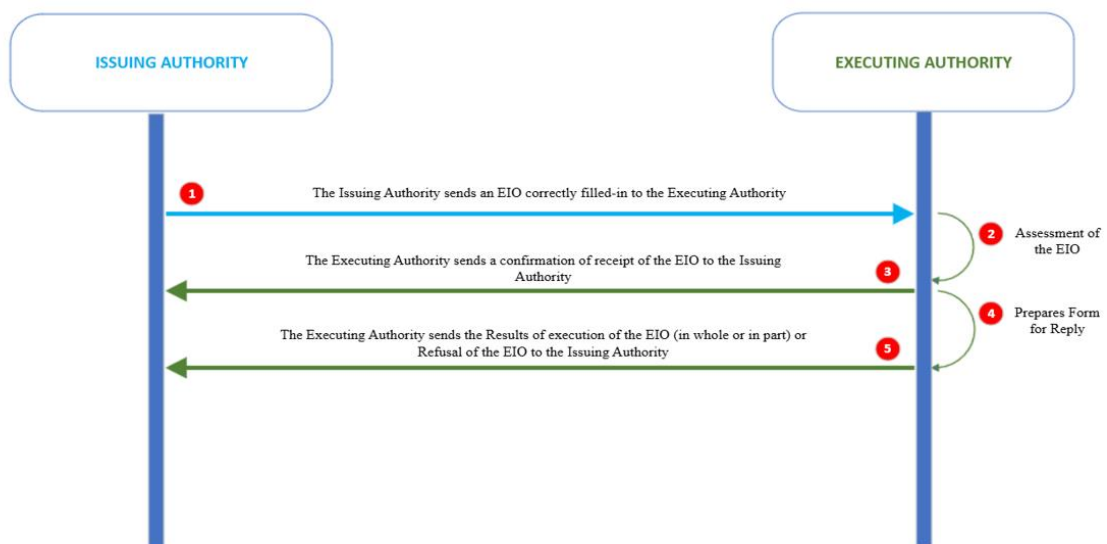 ISSUING AUTHORITY
EXECUTING AUTHORITY
1
The Issuing Authority sends an EIO correctly filled-in to the Executing Authority
2
Assessment of
the EIO
The Executing Authority sends a confirmation of receipt of the EIO to the Issuing
Authority
3
4
Prepares Form
for Reply
The Executing Authority sends the Results of execution of the EIO (in whole or in part) or
Refusal of the EIO to the Issuing Authority
5